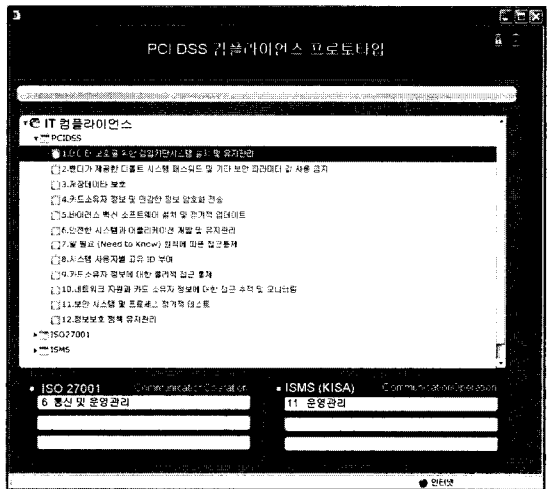 PCI DSS 컴플라이언스 프로토타입
IT 컴플라이언스
PCIDSS
1.데이타 보호를 위한 침입차단시스템 설치 및 유지관리
2.벤더가 제공한 디폴트 시스템 패스워드 및 기타 보안 파라미터 값 사용 금지
3.저장데이타 보호
4.카드소유자 정보 및 민감한 정보 암호화 전송
5.바이러스 백신 소프트웨어 설치 및 정기적 업데이트
6.안전한 시스템과 어플리케이션 개발 및 유지관리
7.알 필요 (Need to Know) 원칙에 따른 접근통제
8.시스템 사용자별 고유 ID 부여
9.카드소유자 정보에 대한 물리적 접근 통제
10.네트워크 자원과 카드 소유자 정보에 대한 접근 추적 및 모니터링
11.보안 시스템 및 프로세스 정기적 테스트
12.정보보호 정책 유지관리
ISO27001
ISMS
ISO 27001 CommunicationOperation
6 통신 및 운영관리
ISMS (KISA) CommunicationOperation
11 운영관리
인터넷